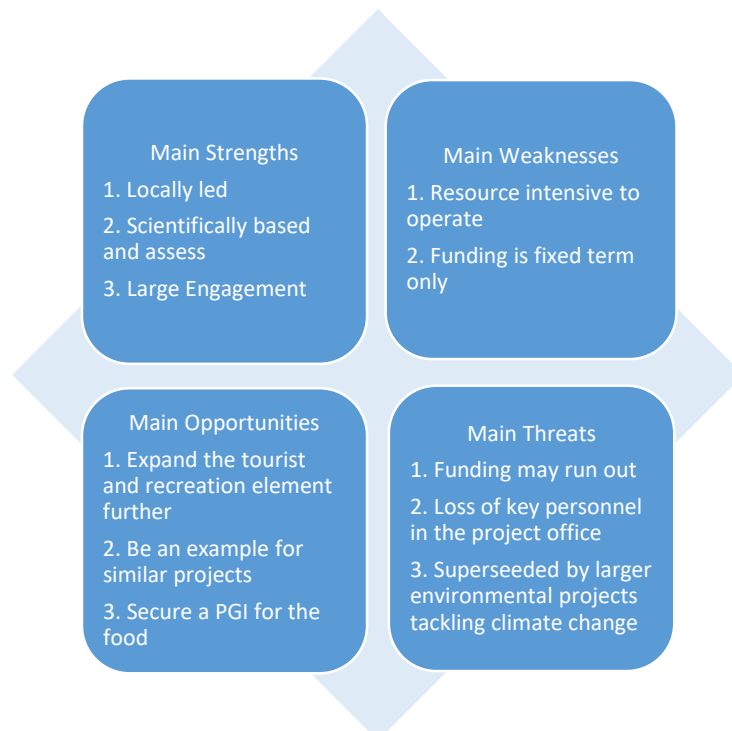 Main Strengths
1. Locally led
2. Scientifically based
and assess
3. Large Engagement
Main Weaknesses
1. Resource intensive to
operate
2. Funding is fixed term
only
Main Opportunities
1. Expand the tourist
and recreation element
further
2. Be an example for
similar projects
3. Secure a PGI for the
food
Main Threats
1. Funding may run out
2. Loss of key personnel
in the project office
3. Superseeded by larger
environmental projects
tackling climate change